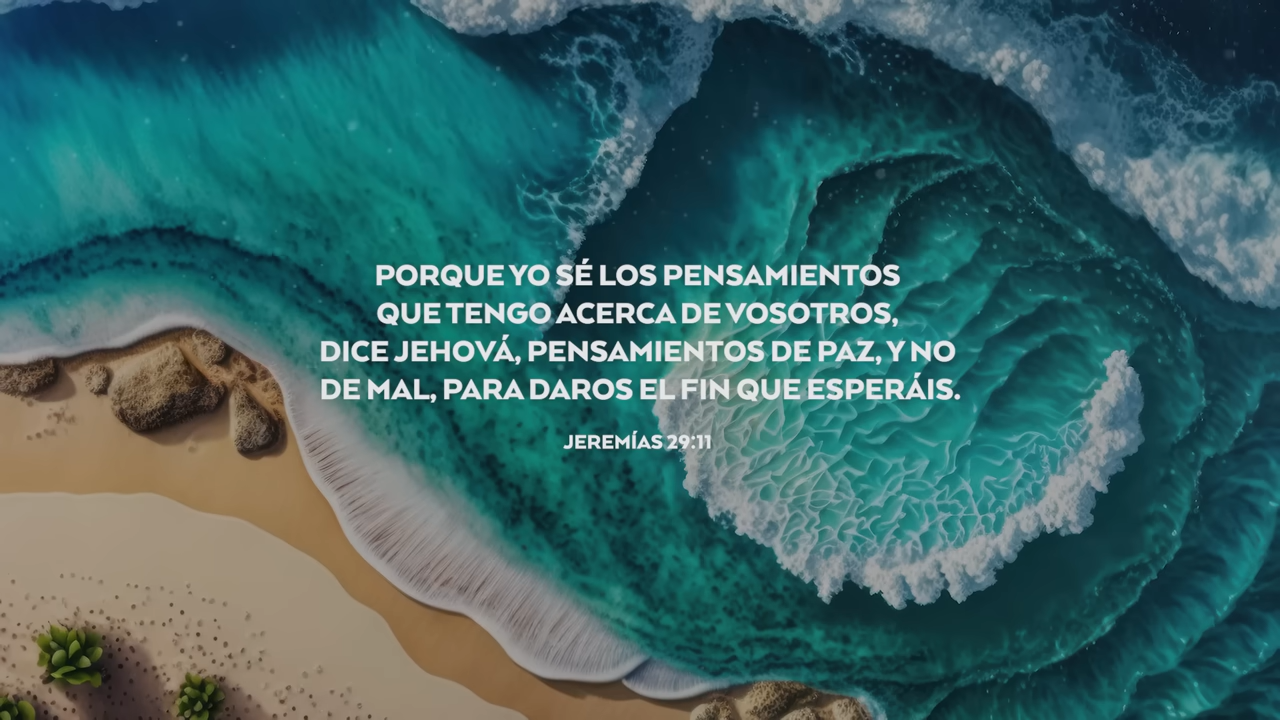 PORQUE YO SÉ LOS PENSAMIENTOS
QUE TENGO ACERCA DE VOSOTROS,
DICE JEHOVÁ, PENSAMIENTOS DE PAZ, Y NO
DE MAL, PARA DAROS EL FIN QUE ESPERÁIS.
JEREMÍAS 29:11